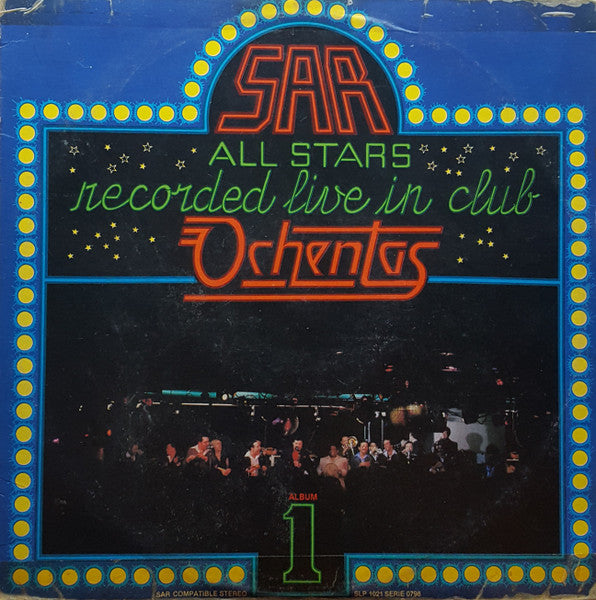 SAR
ALL STARS
recorded live in club
Ochentas
ALBUM
1
SAR COMPATIBLE STEREO
SLP 1021 SERIE 0798